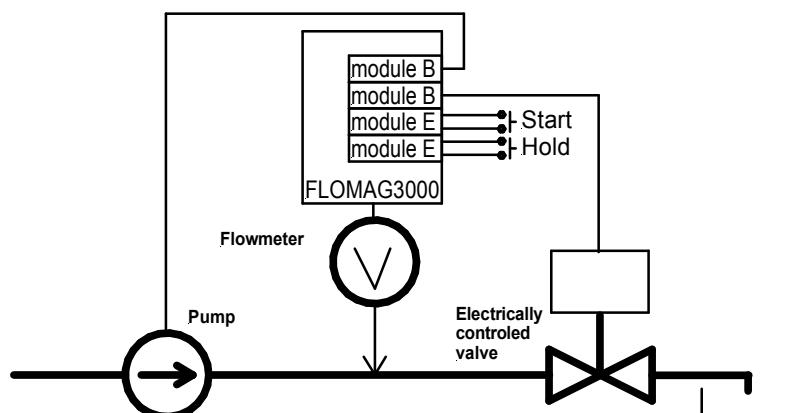 module B
module B
module E
Start
module E
Hold
FLOMAG3000
Flowmeter
V
Pump
Electrically
controled
valve